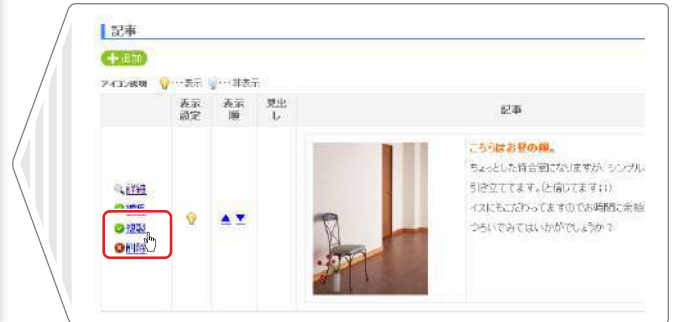 記事
追加
アイコン説明 ・・・表示 ・・・非表示
表示設定 表示順 見出し 記事
詳細
編集
複製
削除
▲ ▼
こちらはお昼の顔。
ちょっとした待合室になりますが、シンプル
引き立ててます。(と信じてます;;)
イスにもこだわってますのでお時間に余裕
つろいでみてはいかがでしょうか？